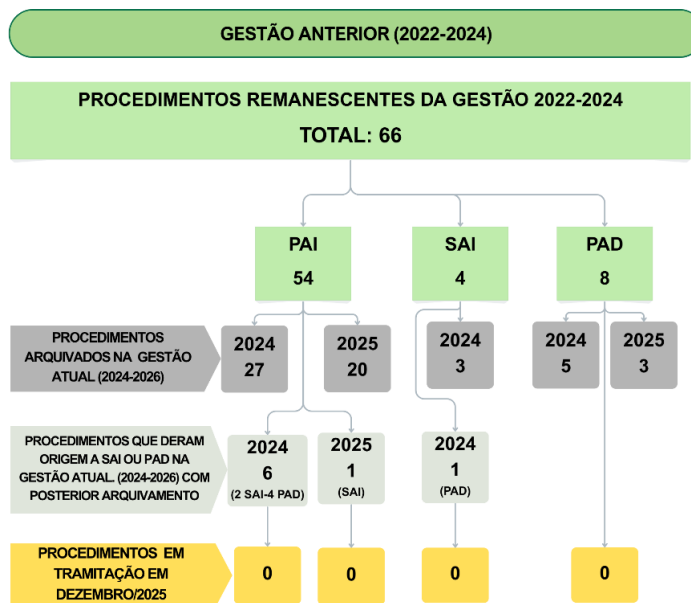 GESTÃO ANTERIOR (2022-2024)
PROCEDIMENTOS REMANESCENTES DA GESTÃO 2022-2024
TOTAL: 66
PAI
54
SAI
4
PAD
8
PROCEDIMENTOS
ARQUIVADOS NA GESTÃO
ATUAL (2024-2026)
2024
27
2025
20
2024
3
2024
5
2025
3
PROCEDIMENTOS QUE DERAM
ORIGEM A SAI OU PAD NA
GESTÃO ATUAL. (2024-2026) COM
POSTERIOR ARQUIVAMENTO
2024
6
(2 SAI-4 PAD)
2025
1
(SAI)
2024
1
(PAD)
PROCEDIMENTOS EM
TRAMITAÇÃO EM
DEZEMBRO/2025
0
0
0
0